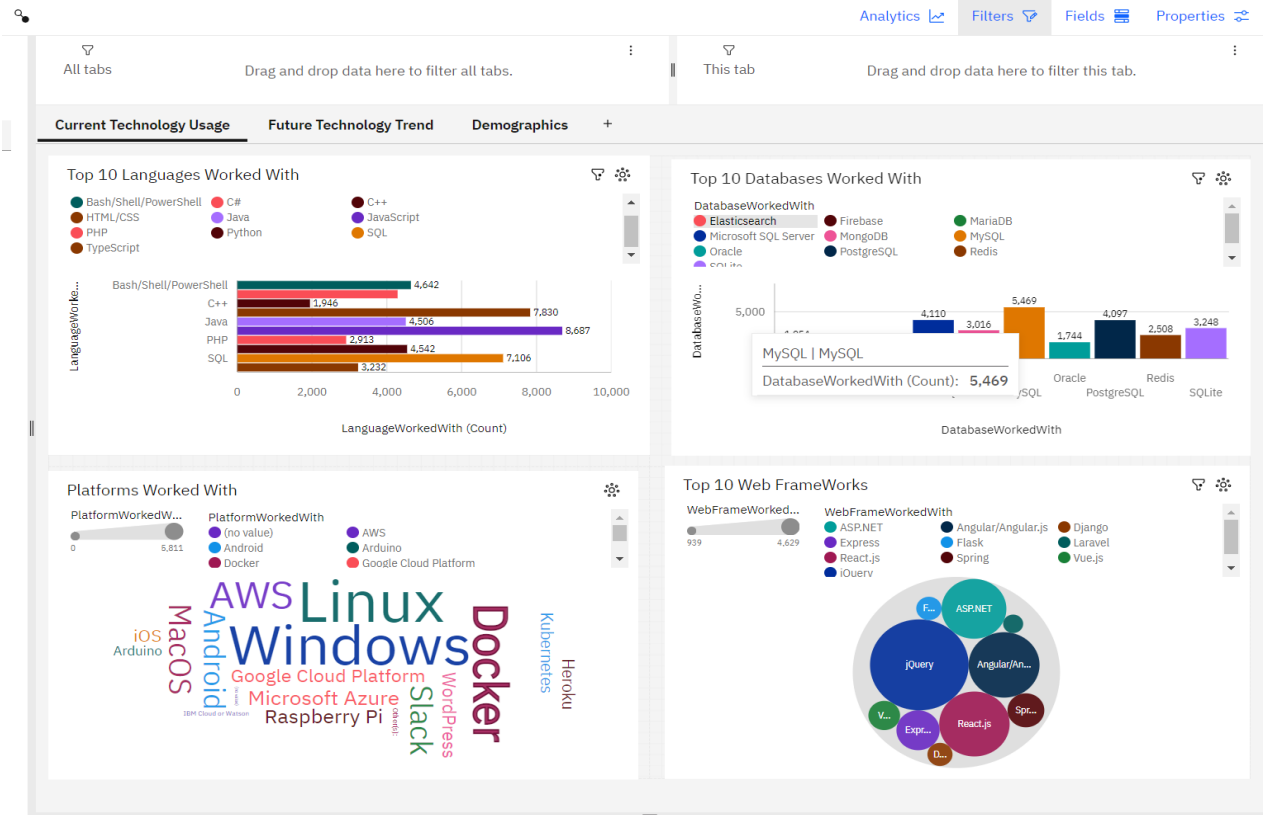 Analytics Filters Fields Properties
All tabs
Drag and drop data here to filter all tabs.
This tab
Drag and drop data here to filter this tab.
Current Technology Usage Future Technology Trend Demographics +
Top 10 Languages Worked With
Bash/Shell/PowerShell C# C++
HTML/CSS Java JavaScript
PHP Python SQL
TypeScript
LanguageWorke...
Bash/Shell/PowerShell 4,642
C++ 1,946
7,830
Java 4,506
8,687
PHP 2,913
4,542
SQL 7,106
3,232
0 2,000 4,000 6,000 8,000 10,000
LanguageWorkedWith (Count)
Top 10 Databases Worked With
DatabaseWorkedWith
Elasticsearch Firebase MariaDB
Microsoft SQL Server MongoDB MySQL
Oracle PostgreSQL Redis
SQLite
DatabaseWo...
5,000
4,110 3,016 5,469 1,744 4,097 2,508 3,248
MySQL | MySQL
DatabaseWorkedWith (Count): 5,469
Oracle Redis
PostgreSQL SQLite
DatabaseWorkedWith
Platforms Worked With
PlatformWorkedW...
0 5,811
PlatformWorkedWith
(no value) AWS
Android Arduino
Docker Google Cloud Platform
AWS
Linux
Windows
Docker
MacOS
Android
iOS
Arduino
Google Cloud Platform
Microsoft Azure
Raspberry Pi
IBM Cloud or Watson
Slack
WordPress
Kubernetes
Heroku
Top 10 Web FrameWorks
WebFrameWorked...
939 4,629
WebFrameWorkedWith
ASP.NET Angular/Angular.js Django
Express Flask Laravel
React.js Spring Vue.js
jQuery
F... ASP.NET
jQuery Angular/An...
V... Expr... React.js Spr...
D...